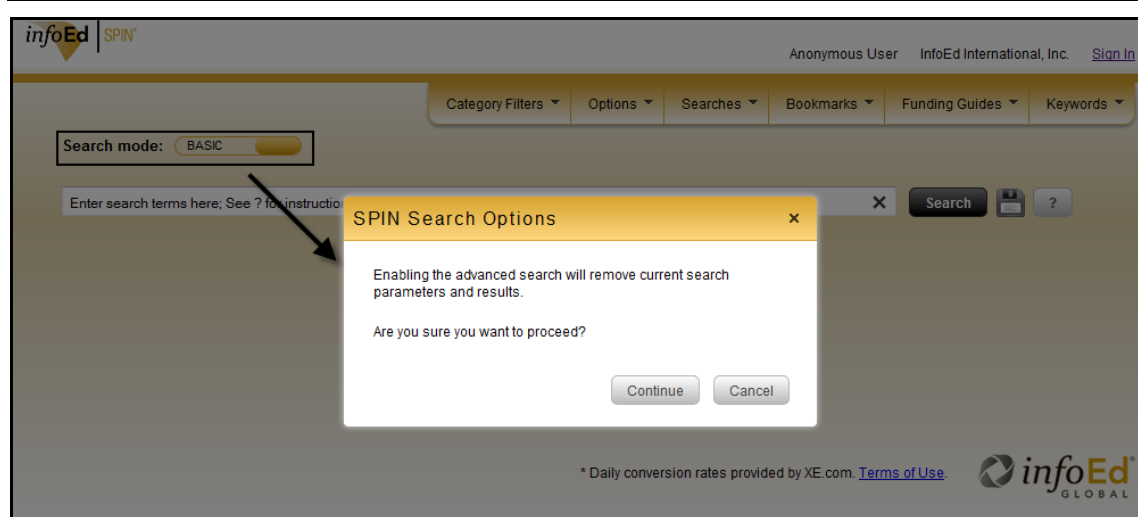 infoEd SPIN®
Anonymous User InfoEd International, Inc. Sign In
Category Filters Options Searches Bookmarks Funding Guides Keywords
Search mode: BASIC
Enter search terms here; See ? for instructio
Search ?
SPIN Search Options
Enabling the advanced search will remove current search
parameters and results.
Are you sure you want to proceed?
Continue Cancel
* Daily conversion rates provided by XE.com. Terms of Use.
infoEd
GLOBAL